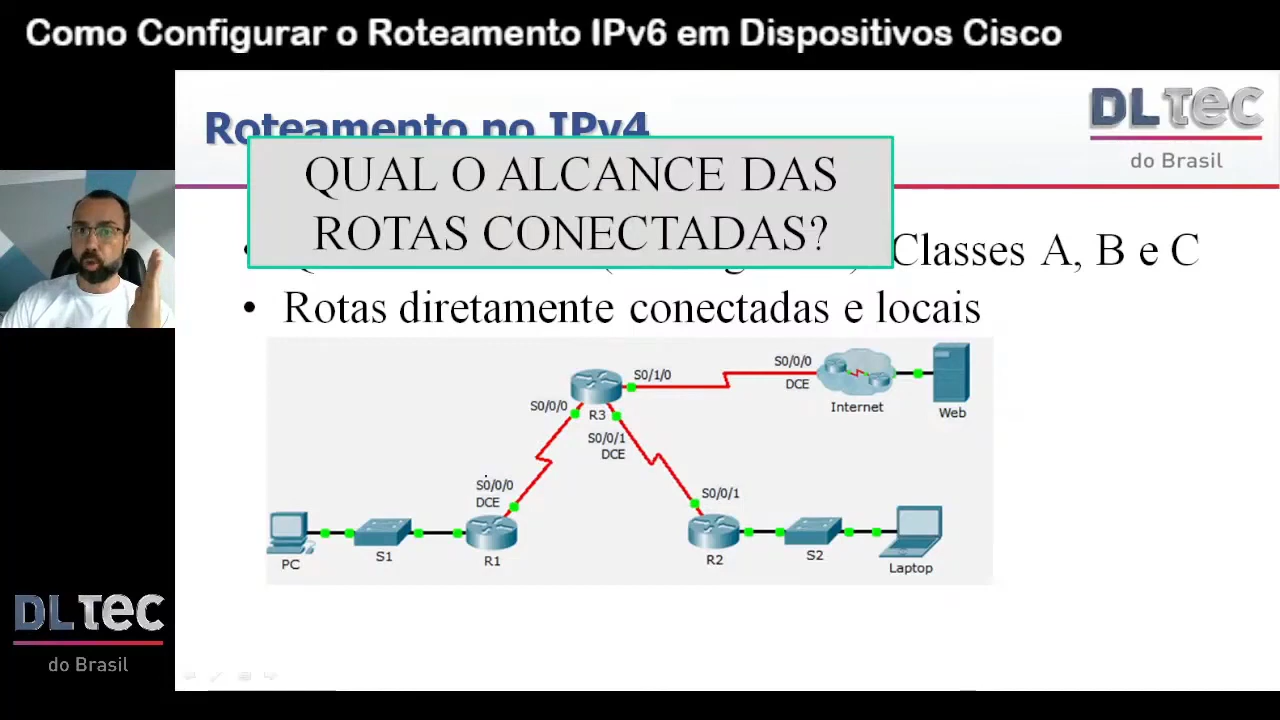 Como Configurar o Roteamento IPv6 em Dispositivos Cisco
Roteamento no IPv4
DLTEC
do Brasil
QUAL O ALCANCE DAS
ROTAS CONECTADAS?
Classes A, B e C
• Rotas diretamente conectadas e locais
S0/1/0
S0/0/0
DCE
Internet
Web
S0/0/0
R3
S0/0/1
DCE
S0/0/0
DCE
S0/0/1
PC
S1
R1
R2
S2
Laptop
DLTEC
do Brasil